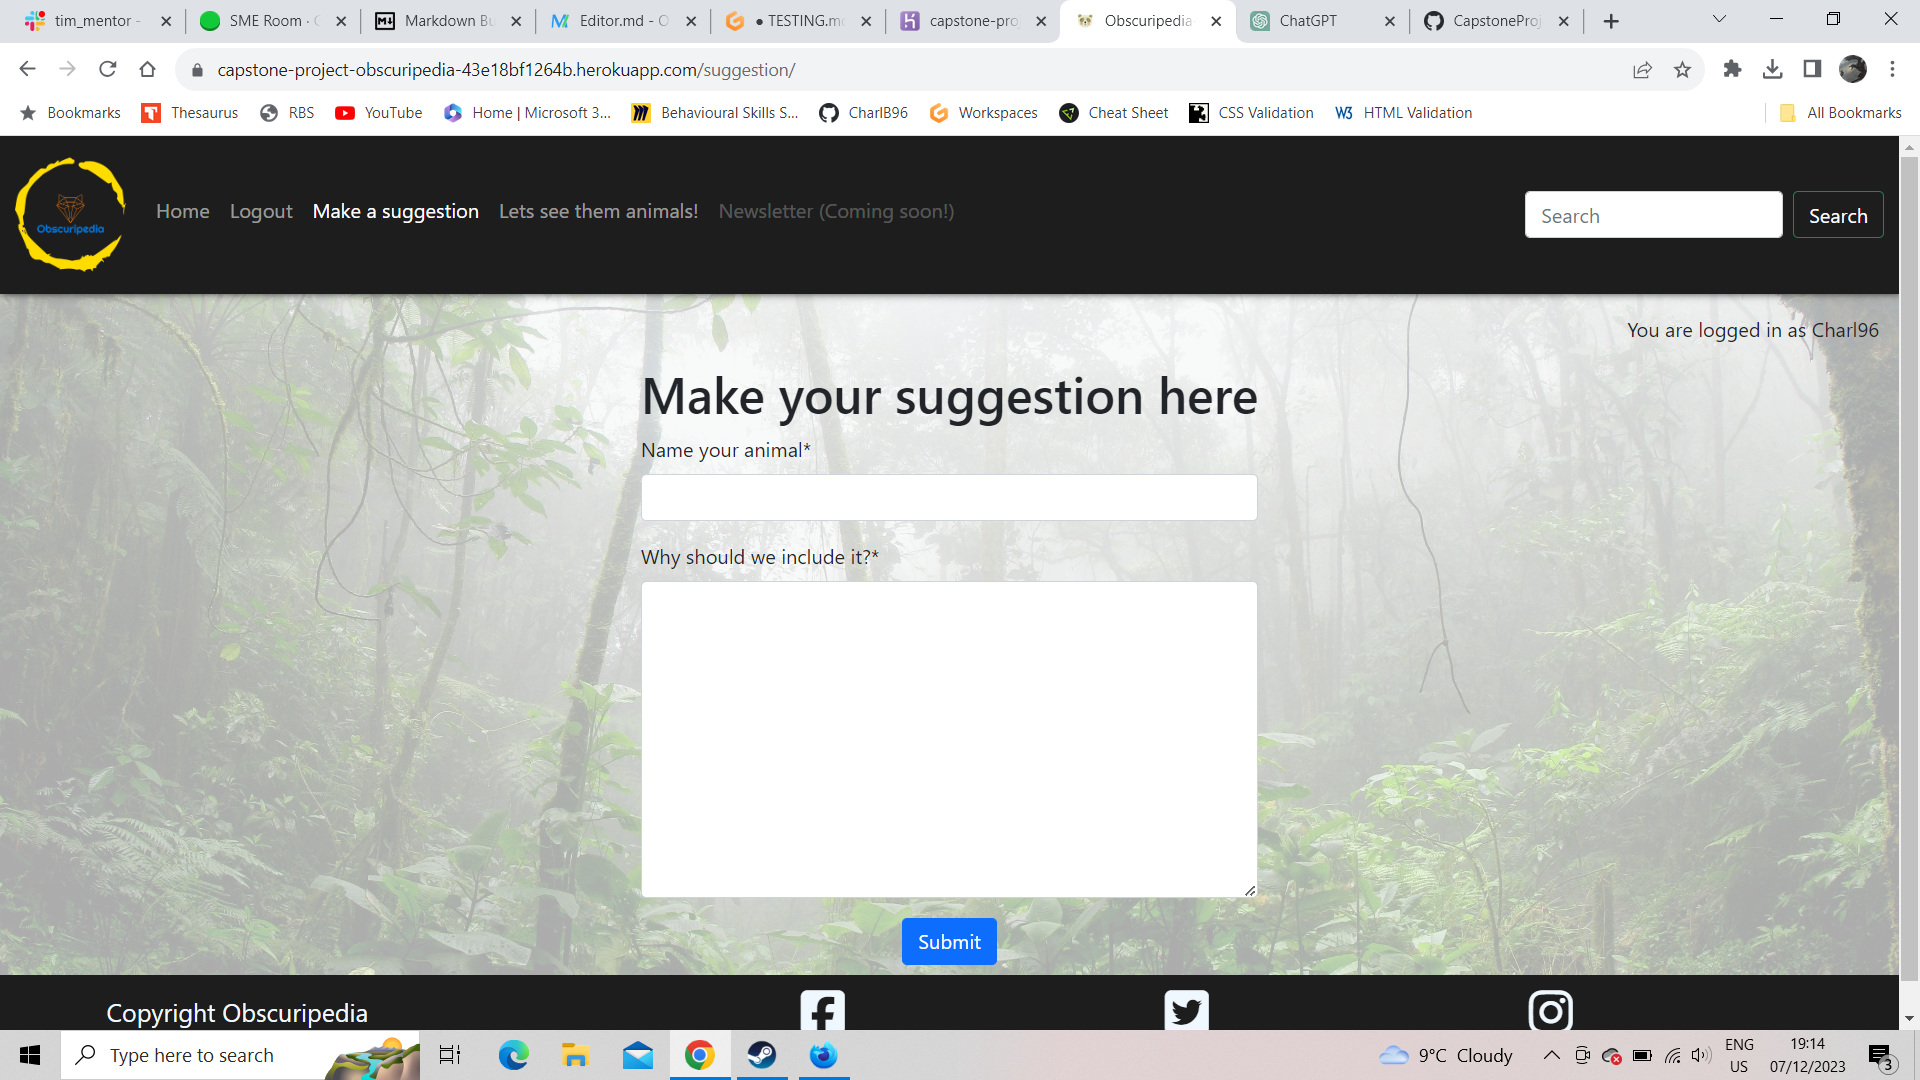 tim_mentor -
SME Room ·
Markdown Bu
Editor.md - O
● TESTING.m
capstone-pro
Obscuripedia
ChatGPT
CapstoneProj
capstone-project-obscuripedia-43e18bf1264b.herokuapp.com/suggestion/
Bookmarks
Thesaurus
RBS
YouTube
Home | Microsoft 3...
Behavioural Skills S...
CharlB96
Workspaces
Cheat Sheet
CSS Validation
HTML Validation
All Bookmarks
Obscuripedia
Home
Logout
Make a suggestion
Lets see them animals!
Newsletter (Coming soon!)
Search
Search
You are logged in as Charl96
Make your suggestion here
Name your animal*
Why should we include it?*
Submit
Copyright Obscuripedia
Type here to search
9°C Cloudy
ENG
US
19:14
07/12/2023
3